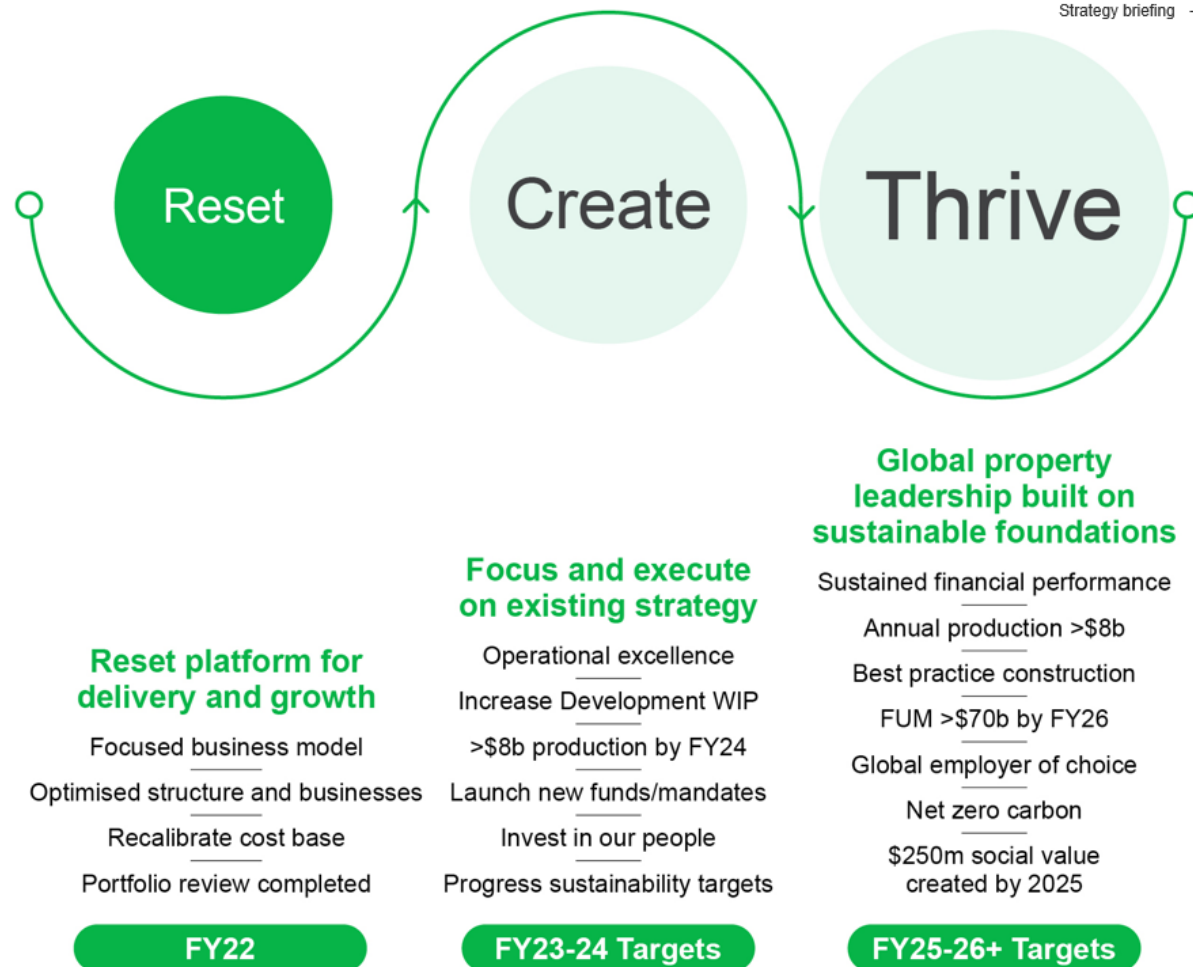 Strategy briefing
Reset
Create
Thrive
Reset platform for
delivery and growth
Focused business model
Optimised structure and businesses
Recalibrate cost base
Portfolio review completed
FY22
Focus and execute
on existing strategy
Operational excellence
Increase Development WIP
>$8b production by FY24
Launch new funds/mandates
Invest in our people
Progress sustainability targets
FY23-24 Targets
Global property
leadership built on
sustainable foundations
Sustained financial performance
Annual production >$8b
Best practice construction
FUM >$70b by FY26
Global employer of choice
Net zero carbon
$250m social value
created by 2025
FY25-26+ Targets